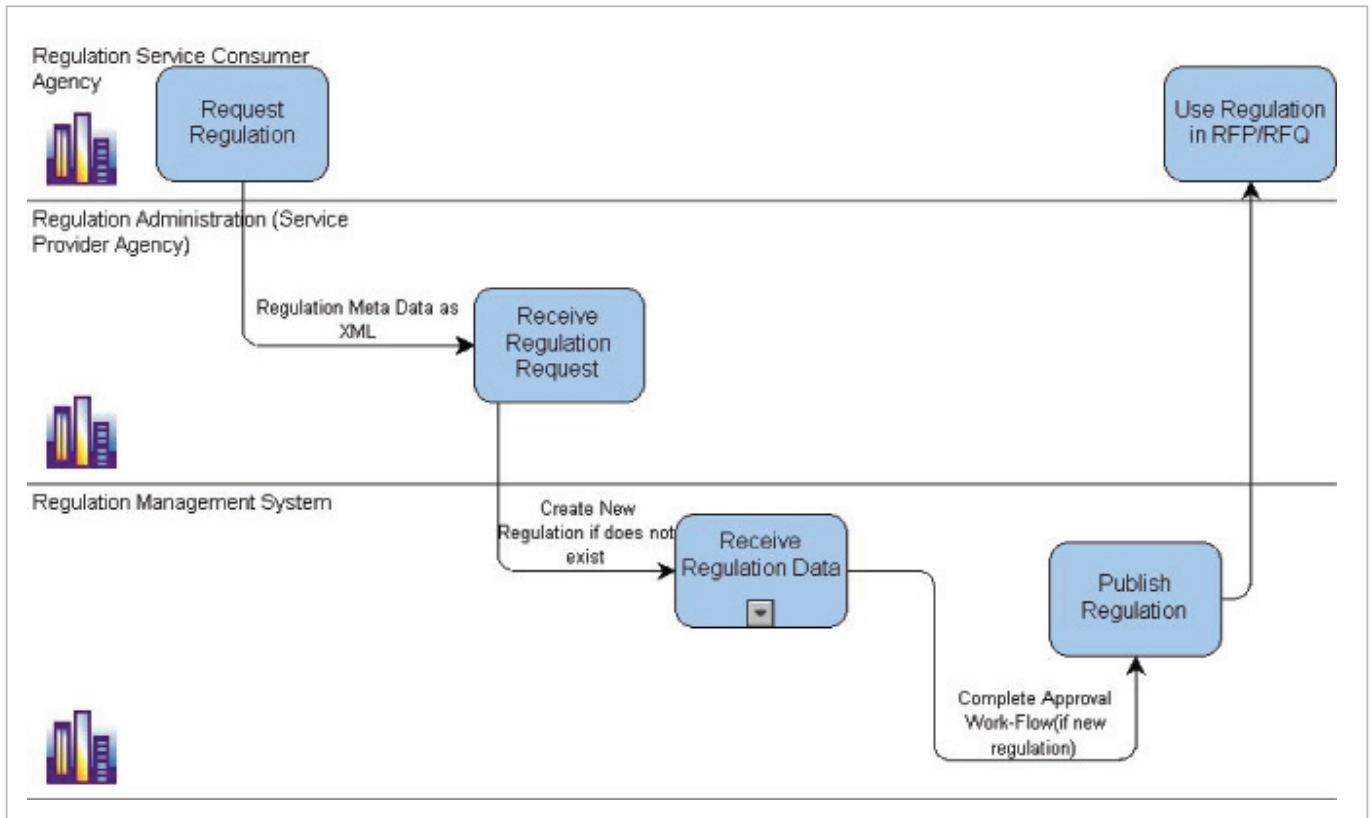 Regulation Service Consumer
Agency
Request
Regulation
Use Regulation
in RFP/RFQ
Regulation Administration (Service
Provider Agency)
Regulation Meta Data as
XML
Receive
Regulation
Request
Regulation Management System
Create New
Regulation if does not
exist
Receive
Regulation Data
Publish
Regulation
Complete Approval
Work-Flow(if new
regulation)